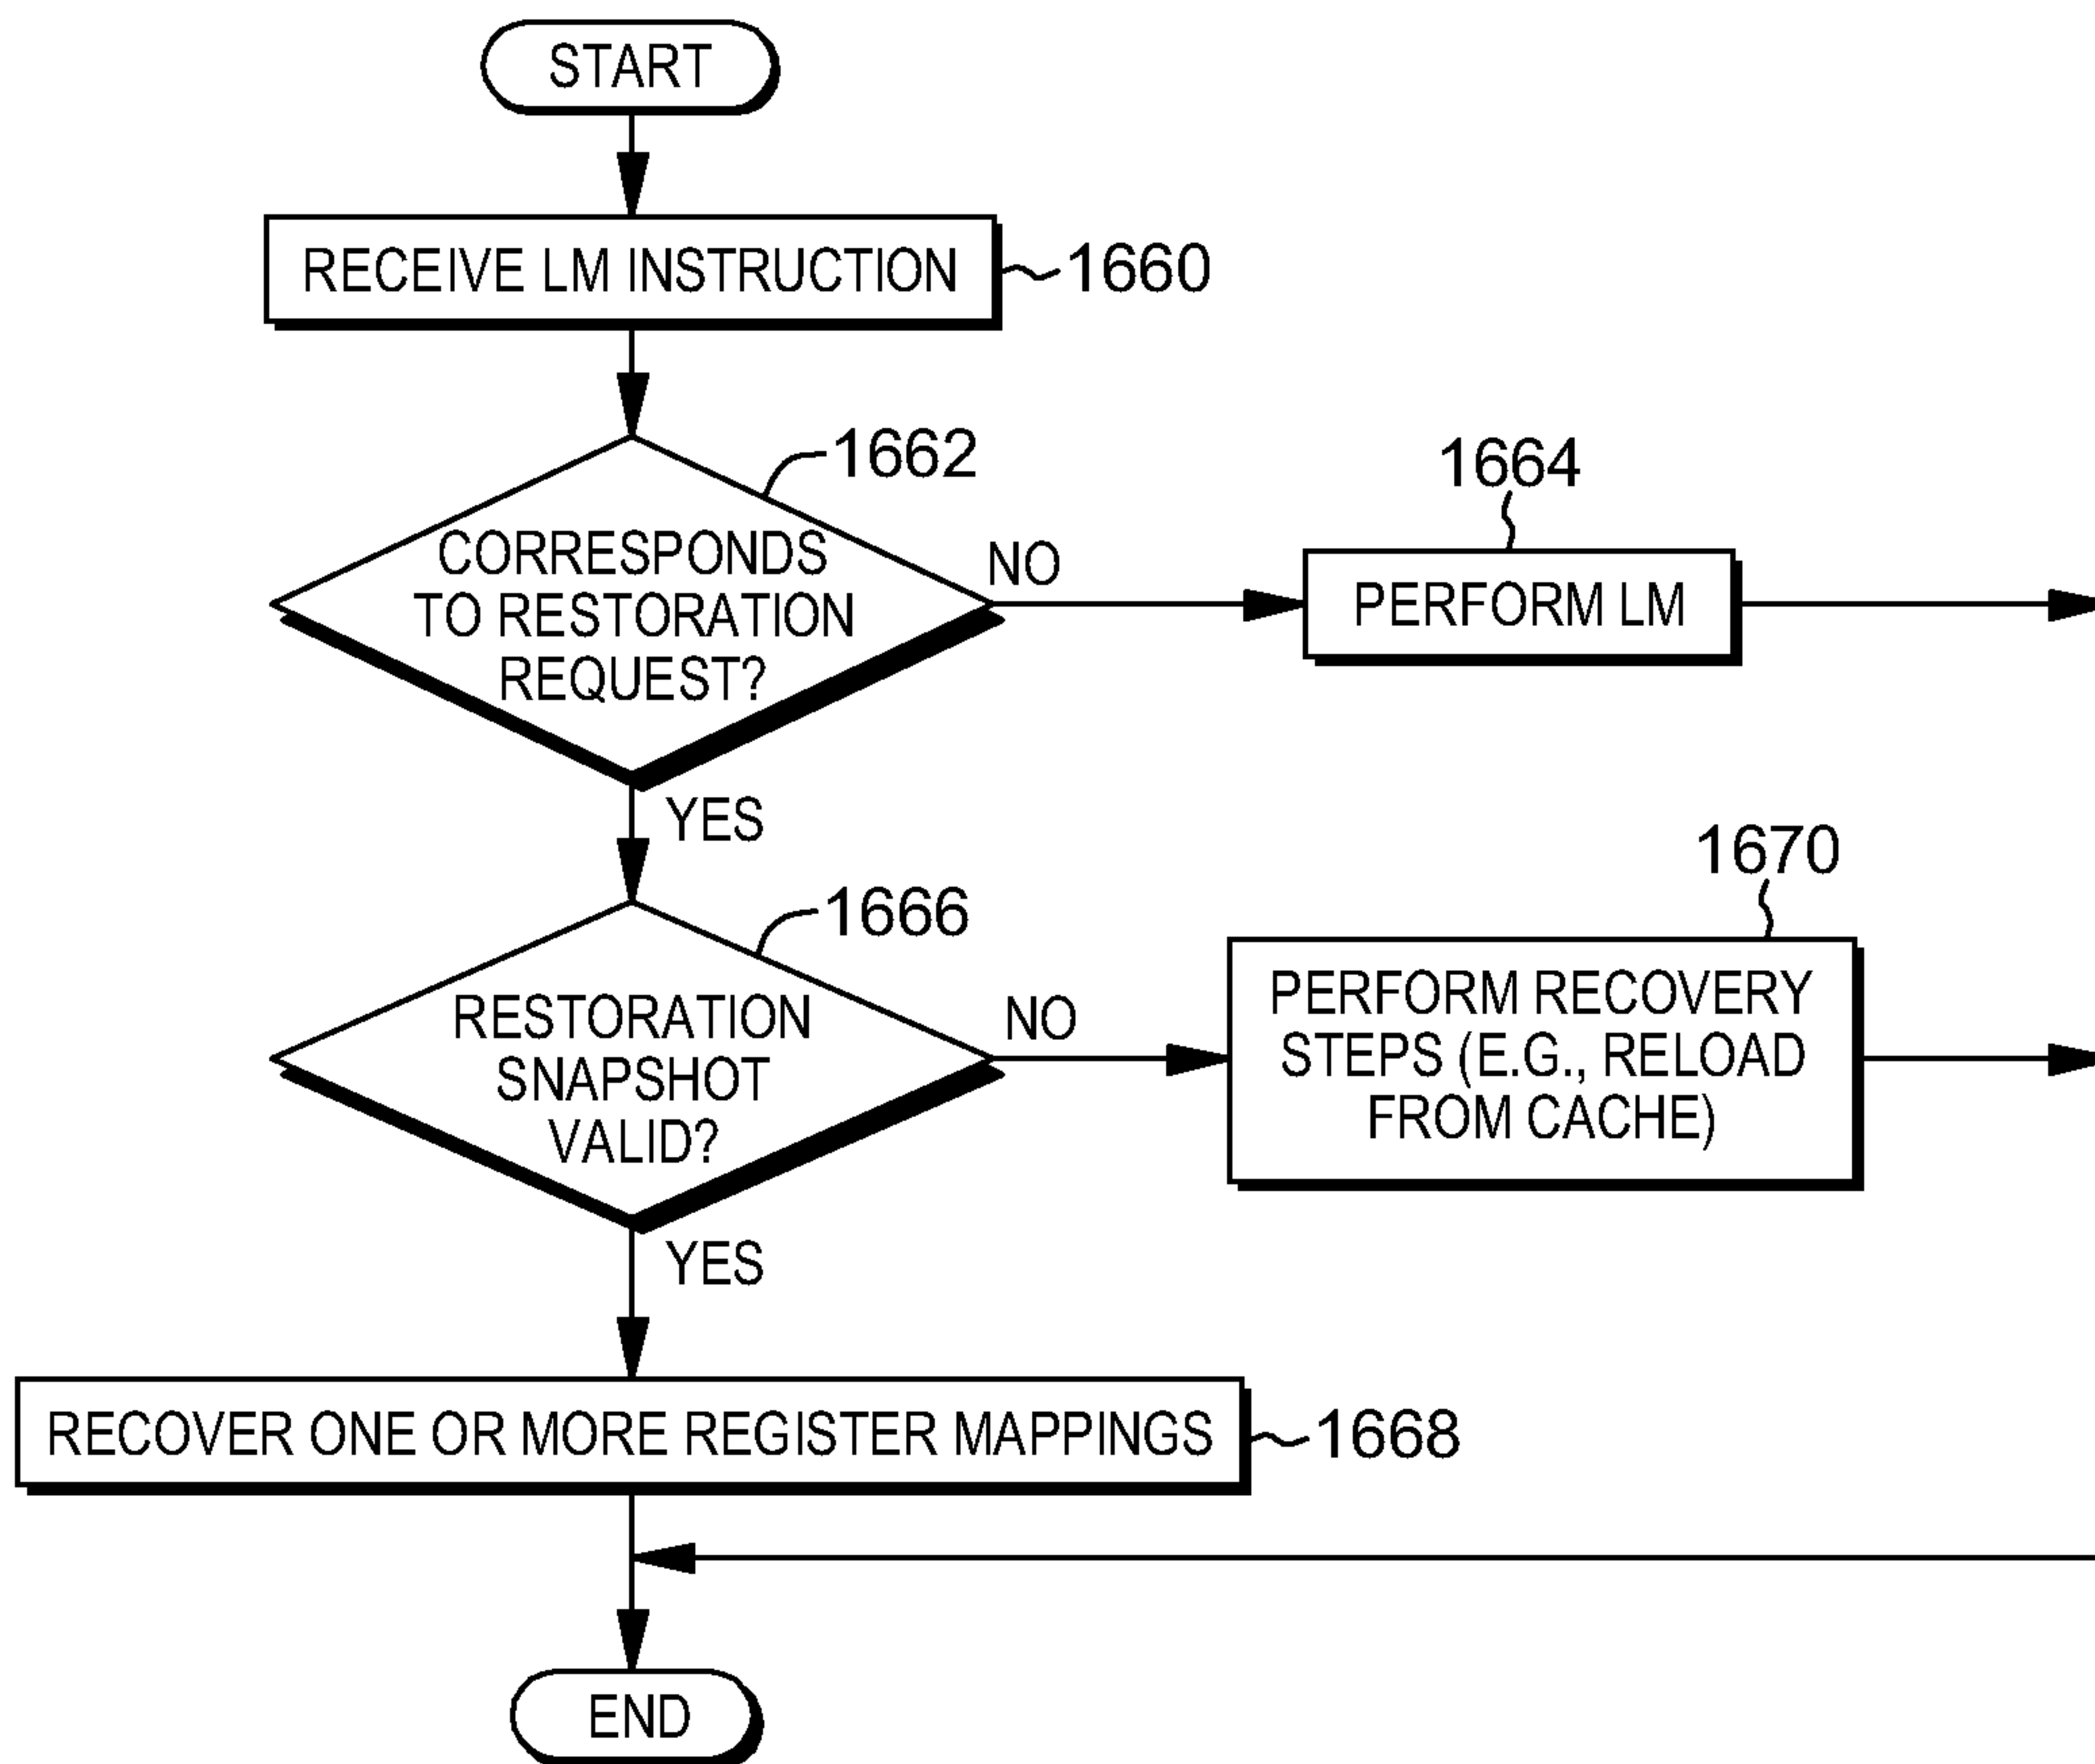 START
RECEIVE LM INSTRUCTION
1660
1662
CORRESPONDS
TO RESTORATION
REQUEST?
NO
1664
PERFORM LM
YES
1666
RESTORATION
SNAPSHOT
VALID?
NO
1670
PERFORM RECOVERY
STEPS (E.G., RELOAD
FROM CACHE)
YES
RECOVER ONE OR MORE REGISTER MAPPINGS
1668
END